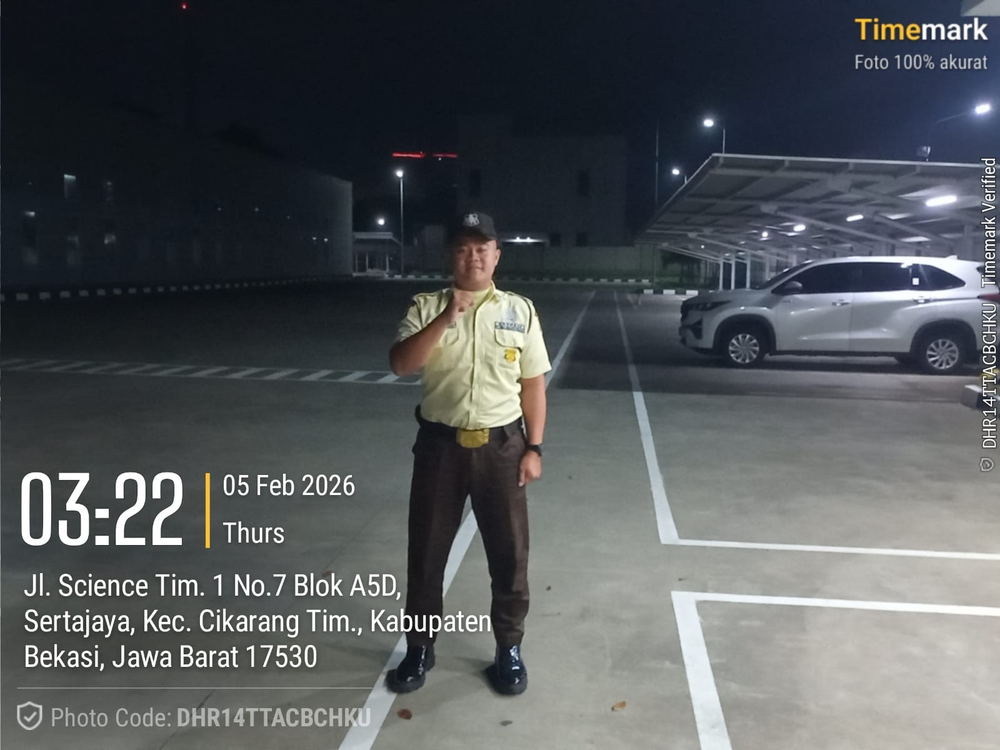 Timemark
Foto 100% akurat
03:22
05 Feb 2026
Thurs
Jl. Science Tim. 1 No.7 Blok A5D,
Sertajaya, Kec. Cikarang Tim., Kabupaten
Bekasi, Jawa Barat 17530
Photo Code: DHR14TTACBCHKU
DHR14TTACBCHKU Timemark Verified